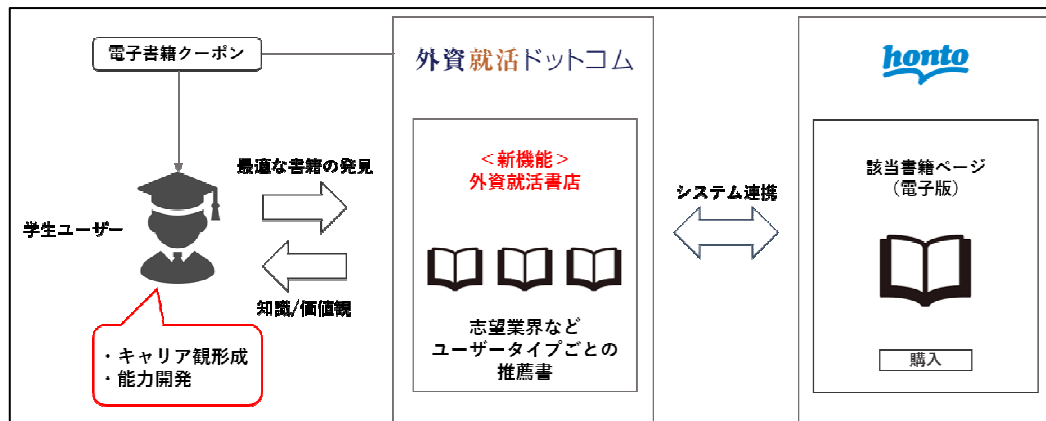 電子書籍クーポン
外資就活ドットコム
honto
最適な書籍の発見
学生ユーザー
知識/価値観
・キャリア観形成
・能力開発
<新機能>
外資就活書店
志望業界など
ユーザータイプごとの
推薦書
システム連携
該当書籍ページ
（電子版）
購入